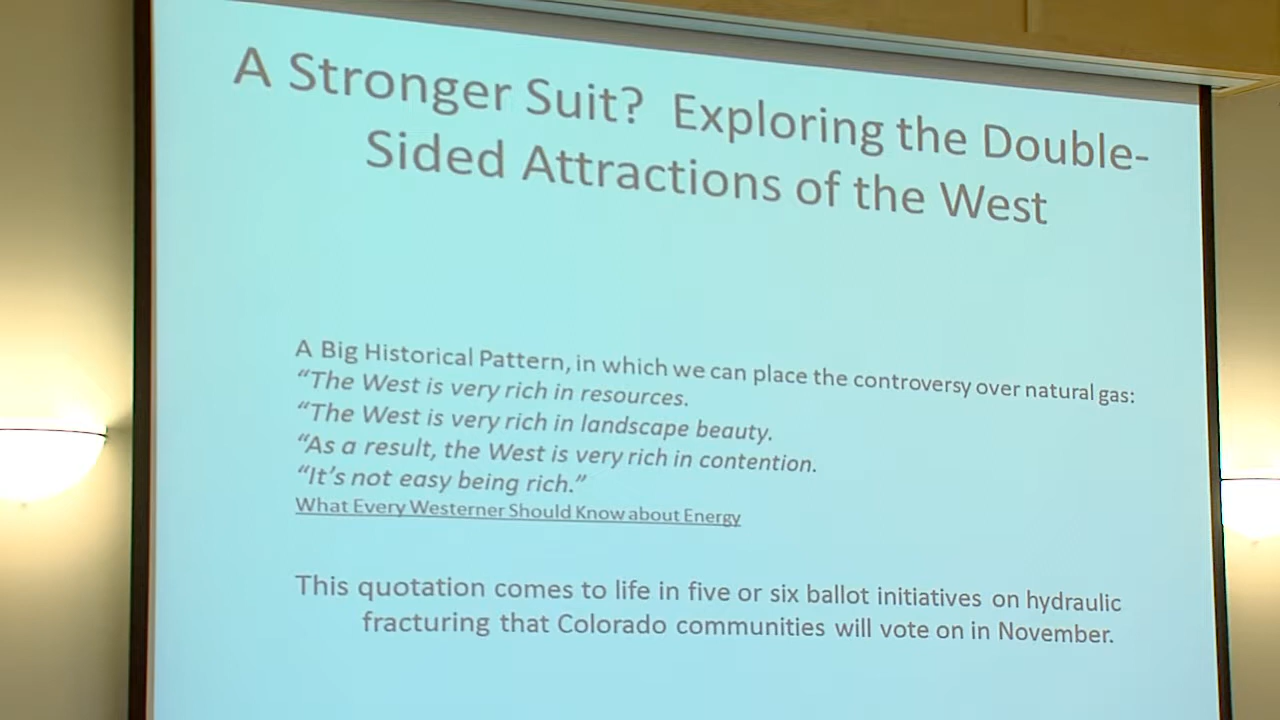 A Stronger Suit?  Exploring the Double-
Sided Attractions of the West
A Big Historical Pattern, in which we can place the controversy over natural gas:
“The West is very rich in resources.
“The West is very rich in landscape beauty.
“As a result, the West is very rich in contention.
“It’s not easy being rich.”
What Every Westerner Should Know about Energy
This quotation comes to life in five or six ballot initiatives on hydraulic
fracturing that Colorado communities will vote on in November.